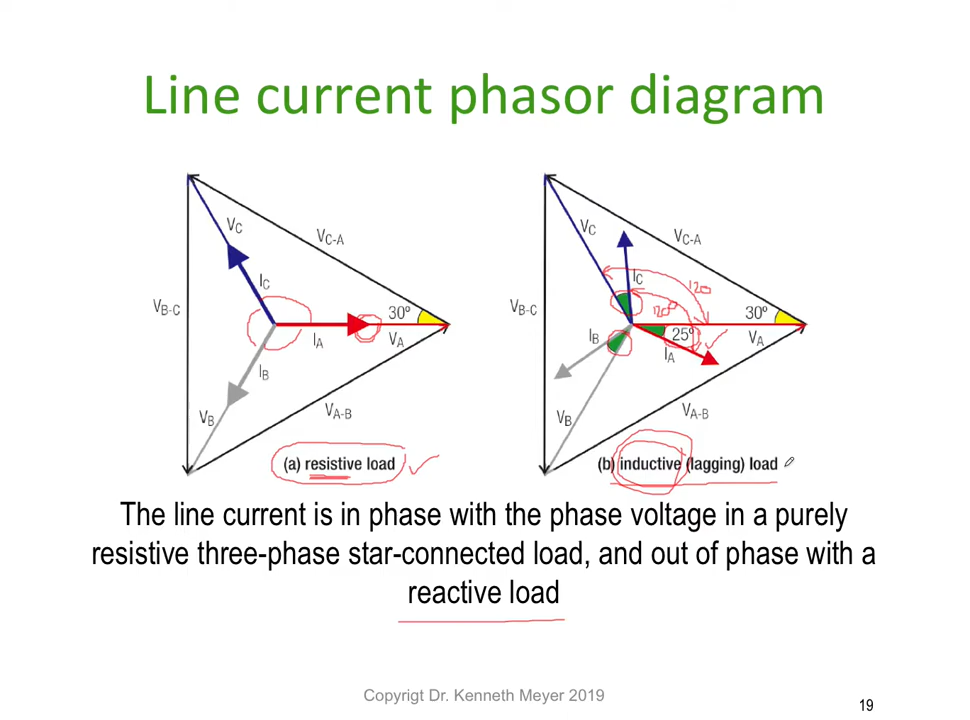 Line current phasor diagram
VC
VC-A
IC
VB-C
30º
IA
VA
IB
VB
VA-B
(a) resistive load
VC
VC-A
IC
120
120
VB-C
30º
IB
25º
VA
IA
VB
VA-B
(b) inductive (lagging) load
The line current is in phase with the phase voltage in a purely
resistive three-phase star-connected load, and out of phase with a
reactive load
Copyrigt Dr. Kenneth Meyer 2019
19